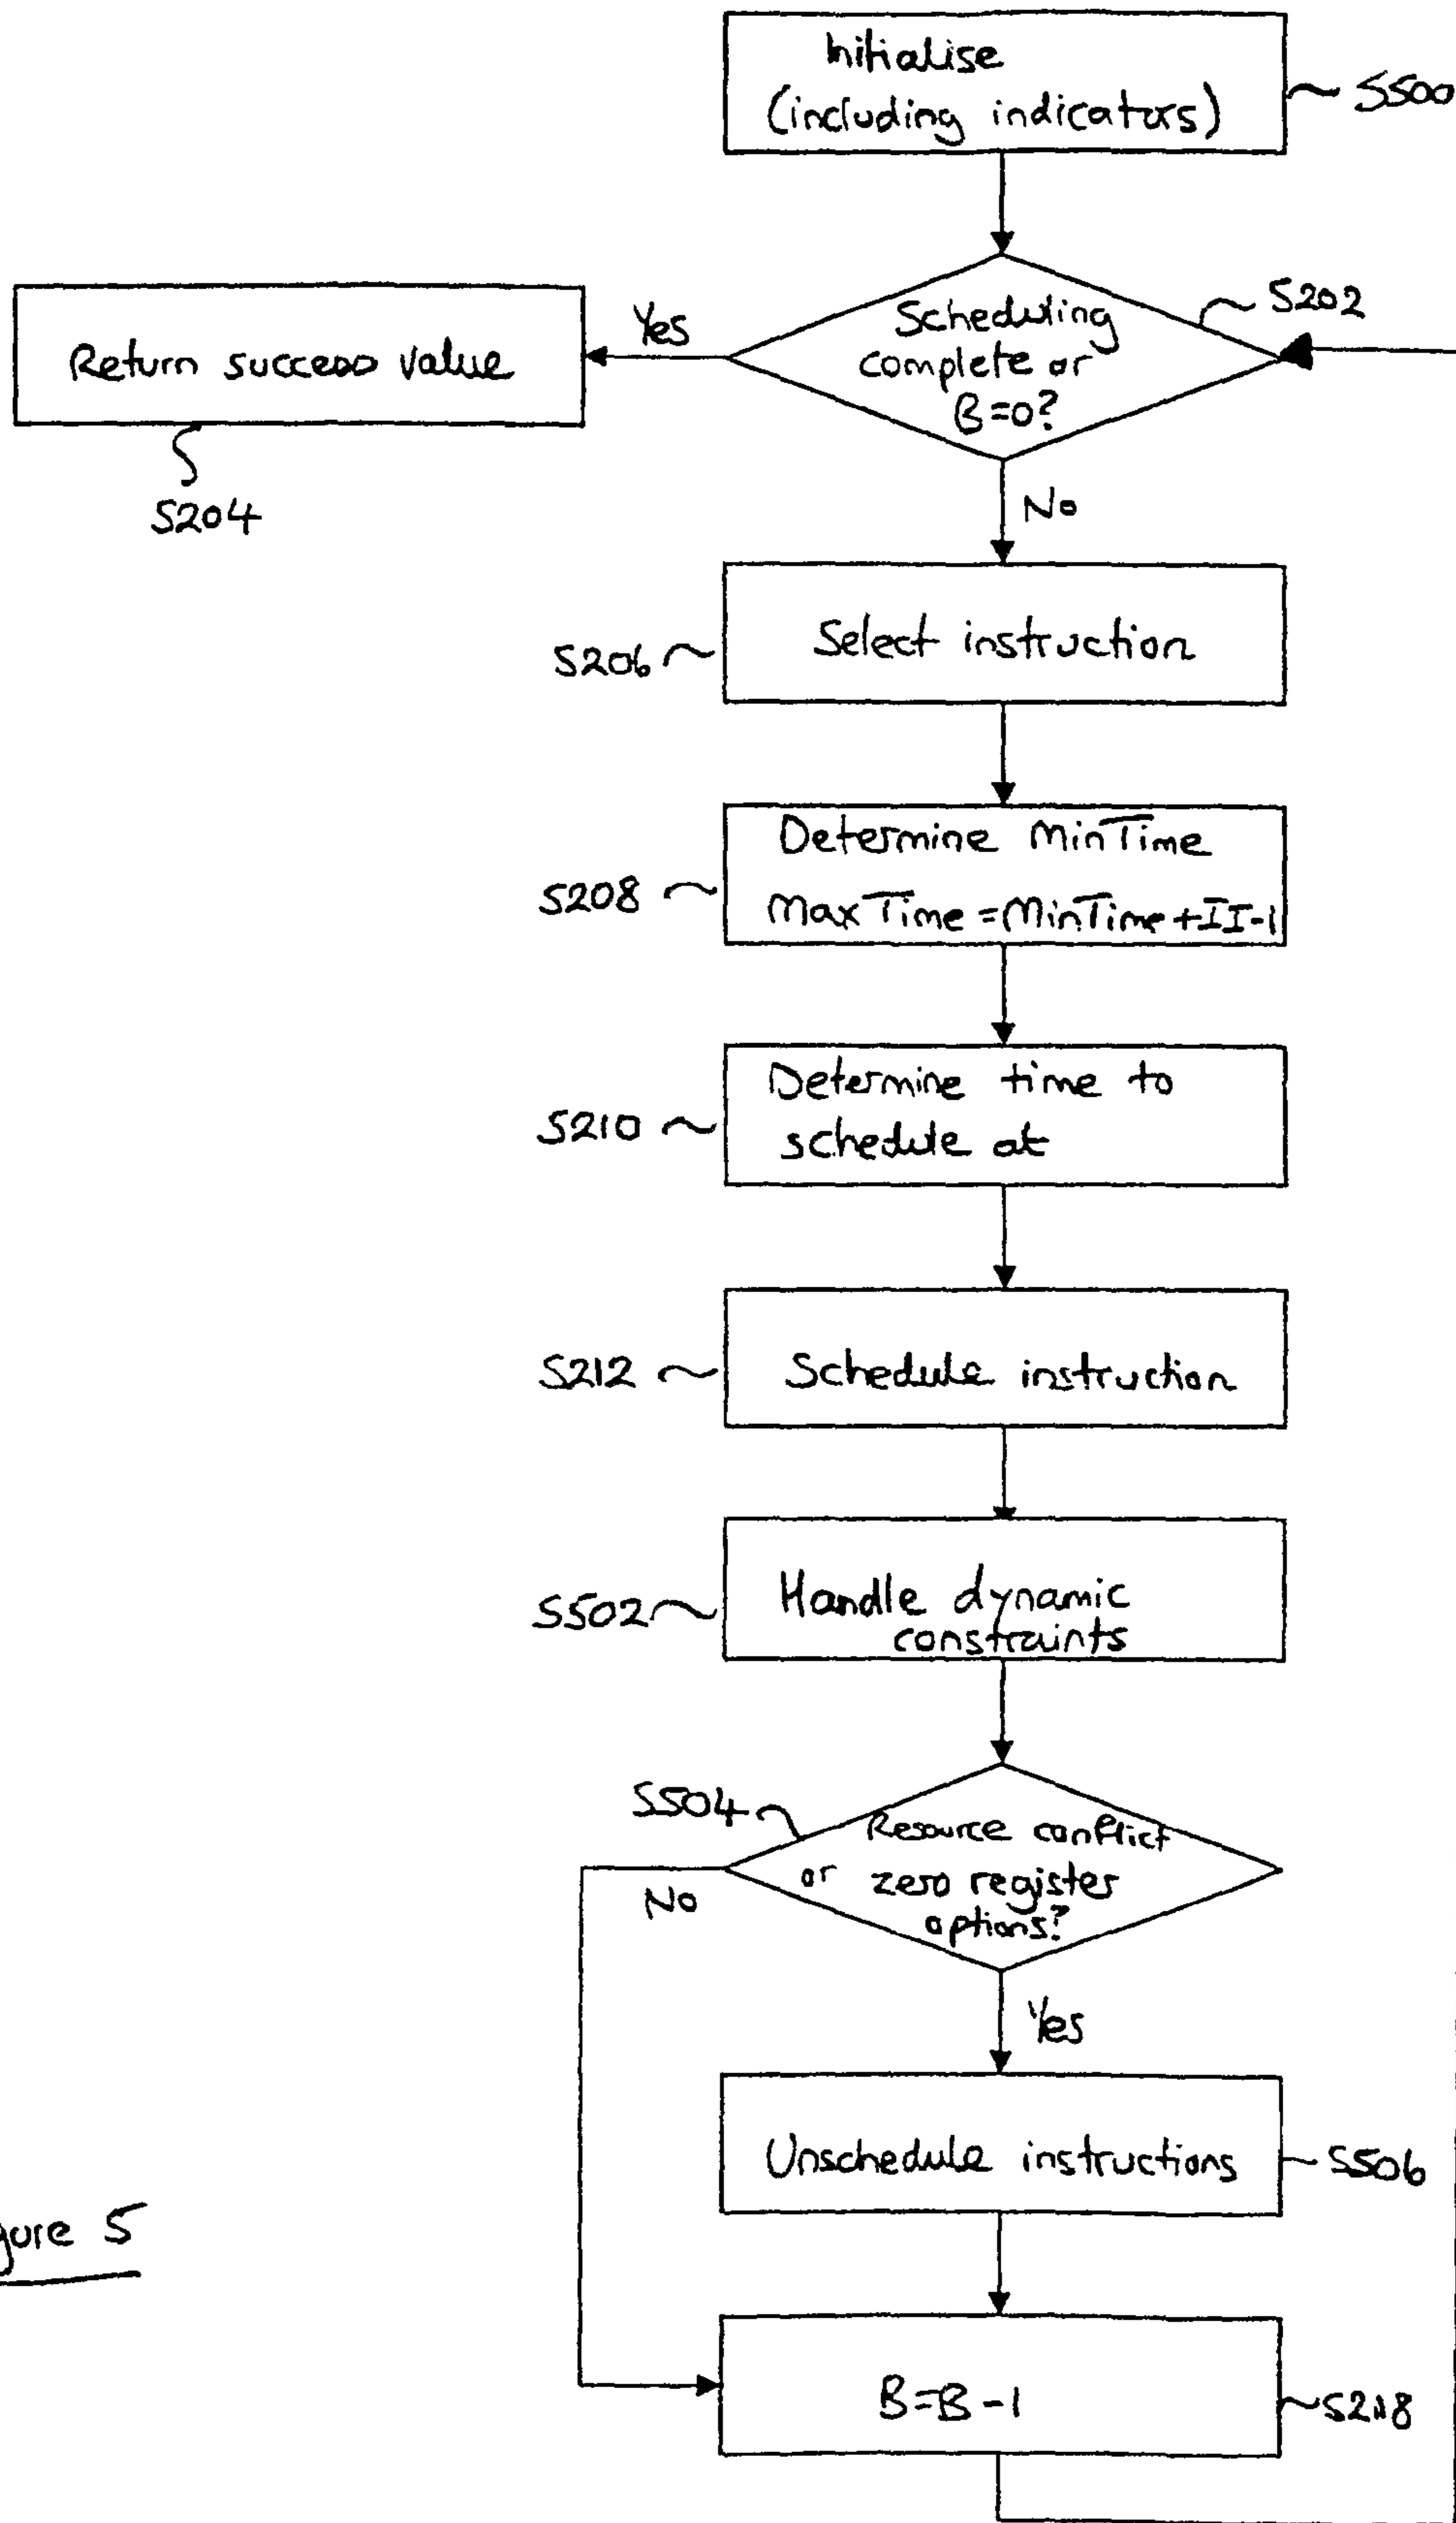 Initialise
(including indicators)
S500
Scheduling
complete or
B=0?
S202
Yes
Return success value
S204
No
Select instruction
S206
Determine MinTime
MaxTime=MinTime+II-1
S208
Determine time to
schedule at
S210
Schedule instruction
S212
Handle dynamic
constraints
S502
Resource conflict
or zero register
options?
S504
No
Yes
Unschedule instructions
S506
B=B-1
S218
gure 5